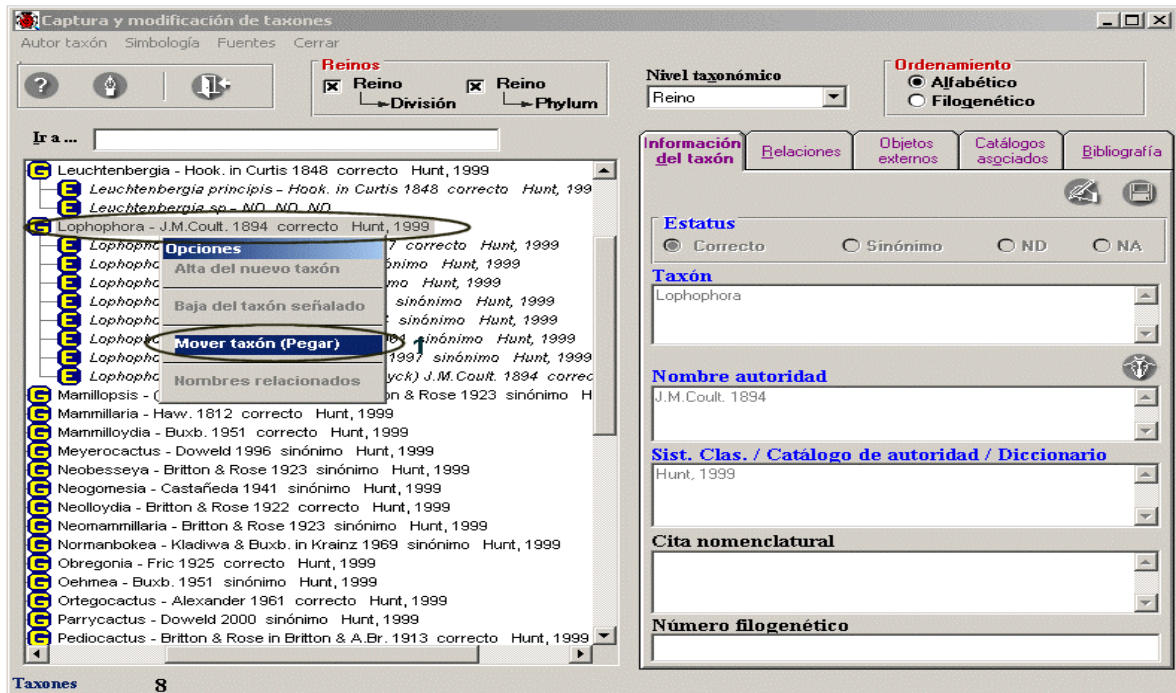 Captura y modificación de taxones
Autor taxón Simbología Fuentes Cerrar
Reinos
Reino
División
Reino
Phylum
Nivel taxonómico
Reino
Ordenamiento
Alfabético
Filogenético
Ir a ...
Leuchtenbergia - Hook. in Curtis 1848 correcto Hunt, 1999
Leuchtenbergia principis - Hook. in Curtis 1848 correcto Hunt, 199
Leuchtenbergia sp - ND ND ND
Lophophora - J.M.Coult. 1894 correcto Hunt, 1999
Lophopho 7 correcto Hunt, 1999
Lophopho ónimo Hunt, 1999
Lophopho mo Hunt, 1999
Lophopho sinónimo Hunt, 1999
Lophopho sinónimo Hunt, 1999
Lophopho sinónimo Hunt, 1999
Lophopho 1997 sinónimo Hunt, 1999
Lophopho yck) J.M.Coult. 1894 correc
Opciones
Alta del nuevo taxón
Baja del taxón señalado
Mover taxón (Pegar)
1
Nombres relacionados
Mamillopsis - ( n & Rose 1923 sinónimo H
Mammillaria - Haw. 1812 correcto Hunt, 1999
Mammilloydia - Buxb. 1951 correcto Hunt, 1999
Meyerocactus - Doweld 1996 sinónimo Hunt, 1999
Neobesseya - Britton & Rose 1923 sinónimo Hunt, 1999
Neogomesia - Castañeda 1941 sinónimo Hunt, 1999
Neolloydia - Britton & Rose 1922 correcto Hunt, 1999
Neomammillaria - Britton & Rose 1923 sinónimo Hunt, 1999
Normanbokea - Kladiwa & Buxb. in Krainz 1969 sinónimo Hunt, 1999
Obregonia - Fric 1925 correcto Hunt, 1999
Oehmea - Buxb. 1951 sinónimo Hunt, 1999
Ortegocactus - Alexander 1961 correcto Hunt, 1999
Parrycactus - Doweld 2000 sinónimo Hunt, 1999
Pediocactus - Britton & Rose in Britton & A.Br. 1913 correcto Hunt, 1999
Taxones 8
Información del taxón
Relaciones
Objetos externos
Catálogos asociados
Bibliografía
Estatus
Correcto Sinónimo ND NA
Taxón
Lophophora
Nombre autoridad
J.M.Coult. 1894
Sist. Clas. / Catálogo de autoridad / Diccionario
Hunt, 1999
Cita nomenclatural
Número filogenético